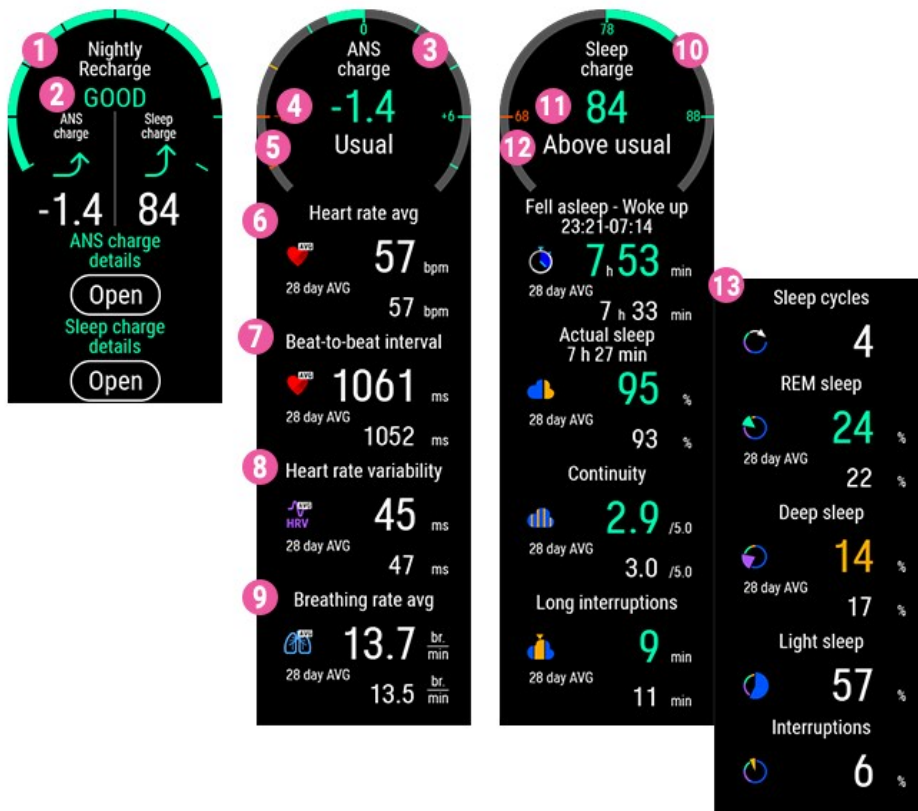 1
Nightly
Recharge
2
GOOD
ANS
charge
Sleep
charge
-1.4
84
ANS charge
details
Open
Sleep charge
details
Open
0
ANS
charge
3
4
-1.4
+6
5
Usual
6
Heart rate avg
AVG
57 bpm
28 day AVG
57 bpm
7
Beat-to-beat interval
AVG
1061 ms
28 day AVG
1052 ms
8
Heart rate variability
AVG
HRV
45 ms
28 day AVG
47 ms
9
Breathing rate avg
AVG
13.7 br./min
28 day AVG
13.5 br./min
78
Sleep
charge
10
68
11
84
88
12
Above usual
Fell asleep - Woke up
23:21-07:14
7 h 53 min
28 day AVG
7 h 33 min
Actual sleep
7 h 27 min
95 %
28 day AVG
93 %
Continuity
2.9 /5.0
28 day AVG
3.0 /5.0
Long interruptions
9 min
28 day AVG
11 min
13
Sleep cycles
4
REM sleep
24 %
28 day AVG
22 %
Deep sleep
14 %
28 day AVG
17 %
Light sleep
57 %
Interruptions
6 %